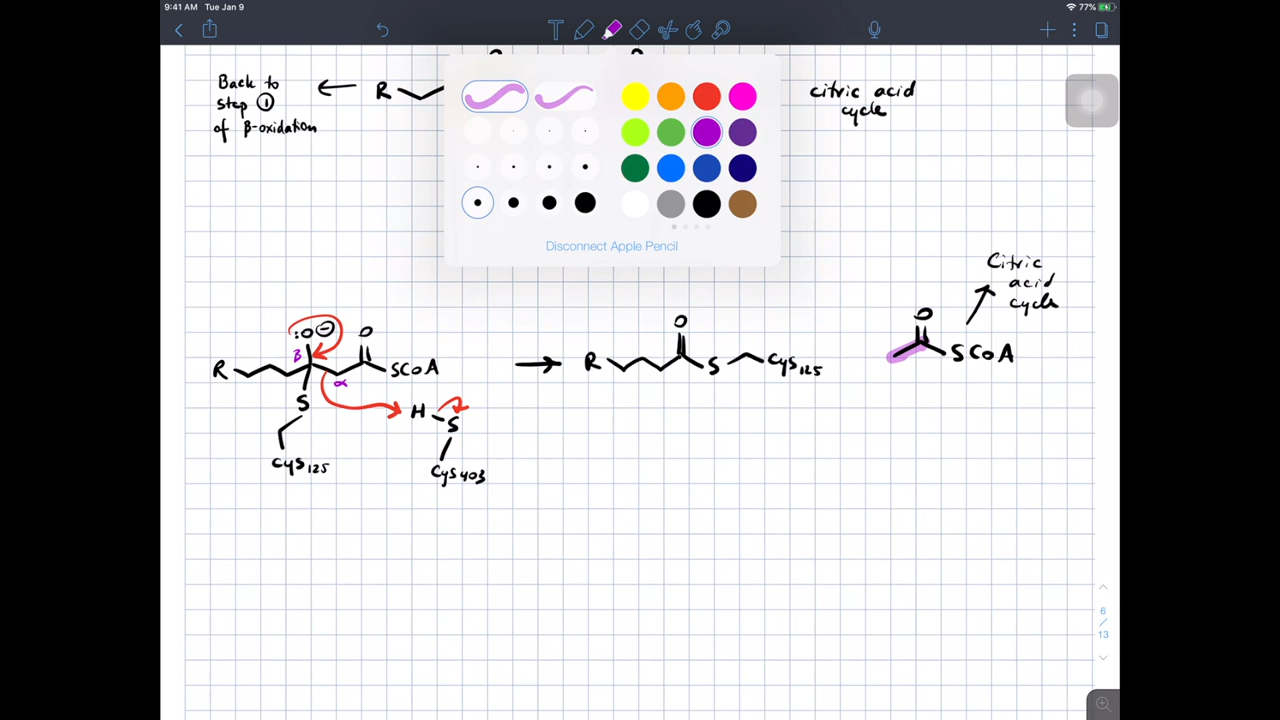 9:41 AM Tue Jan 9
77%
T
Back to
step 1
of β-oxidation
R
citric acid
cycle
Disconnect Apple Pencil
Citric
acid
cycle
:O ⊖
O
β
R
SCoA
α
S
Cys125
H
S
Cys403
O
R
S
Cys125
O
SCoA
6
/
13